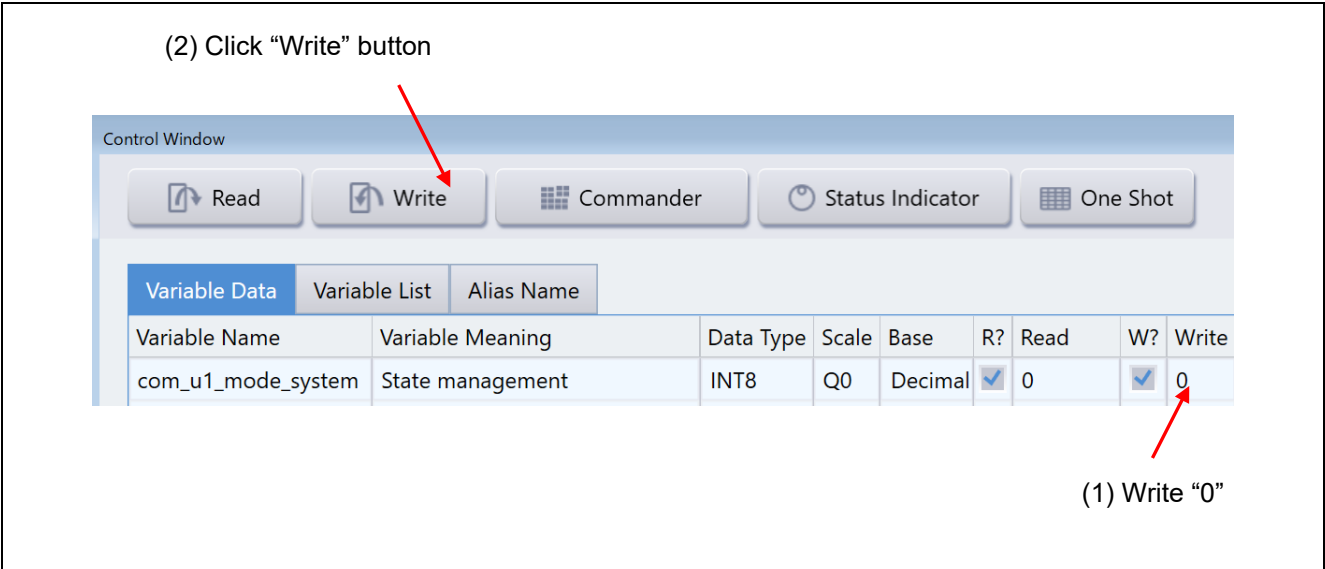 (2) Click “Write” button
Control Window
Read Write Commander Status Indicator One Shot
Variable Data Variable List Alias Name
Variable Name Variable Meaning Data Type Scale Base R? Read W? Write
com_u1_mode_system State management INT8 Q0 Decimal 0 0
(1) Write “0”